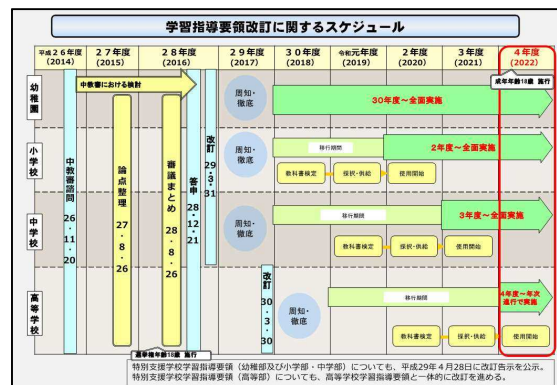 学習指導要領改訂に関するスケジュール
平成26年度
(2014)
27年度
(2015)
28年度
(2016)
29年度
(2017)
30年度
(2018)
令和元年度
(2019)
2年度
(2020)
3年度
(2021)
4年度
(2022)
成年年齢18歳 施行
幼稚園
中教審における検討
周知・
徹底
30年度～全面実施
小学校
周知・
徹底
移行期間
2年度～全面実施
教科書検定
採択・供給
使用開始
中教審諮問 26・11・20
論点整理 27・8・26
審議まとめ 28・8・26
答申 28・12・21
改訂 29・3・31
中学校
周知・
徹底
移行期間
3年度～全面実施
教科書検定
採択・供給
使用開始
高等学校
改訂 30・3・30
周知・
徹底
移行期間
4年度～年次
進行で実施
教科書検定
採択・供給
使用開始
選挙権年齢18歳 施行
特別支援学校学習指導要領（幼稚部及び小学部・中学部）についても、平成29年4月28日に改訂告示を公示。
特別支援学校学習指導要領（高等部）についても、高等学校学習指導要領と一体的に改訂を進める。